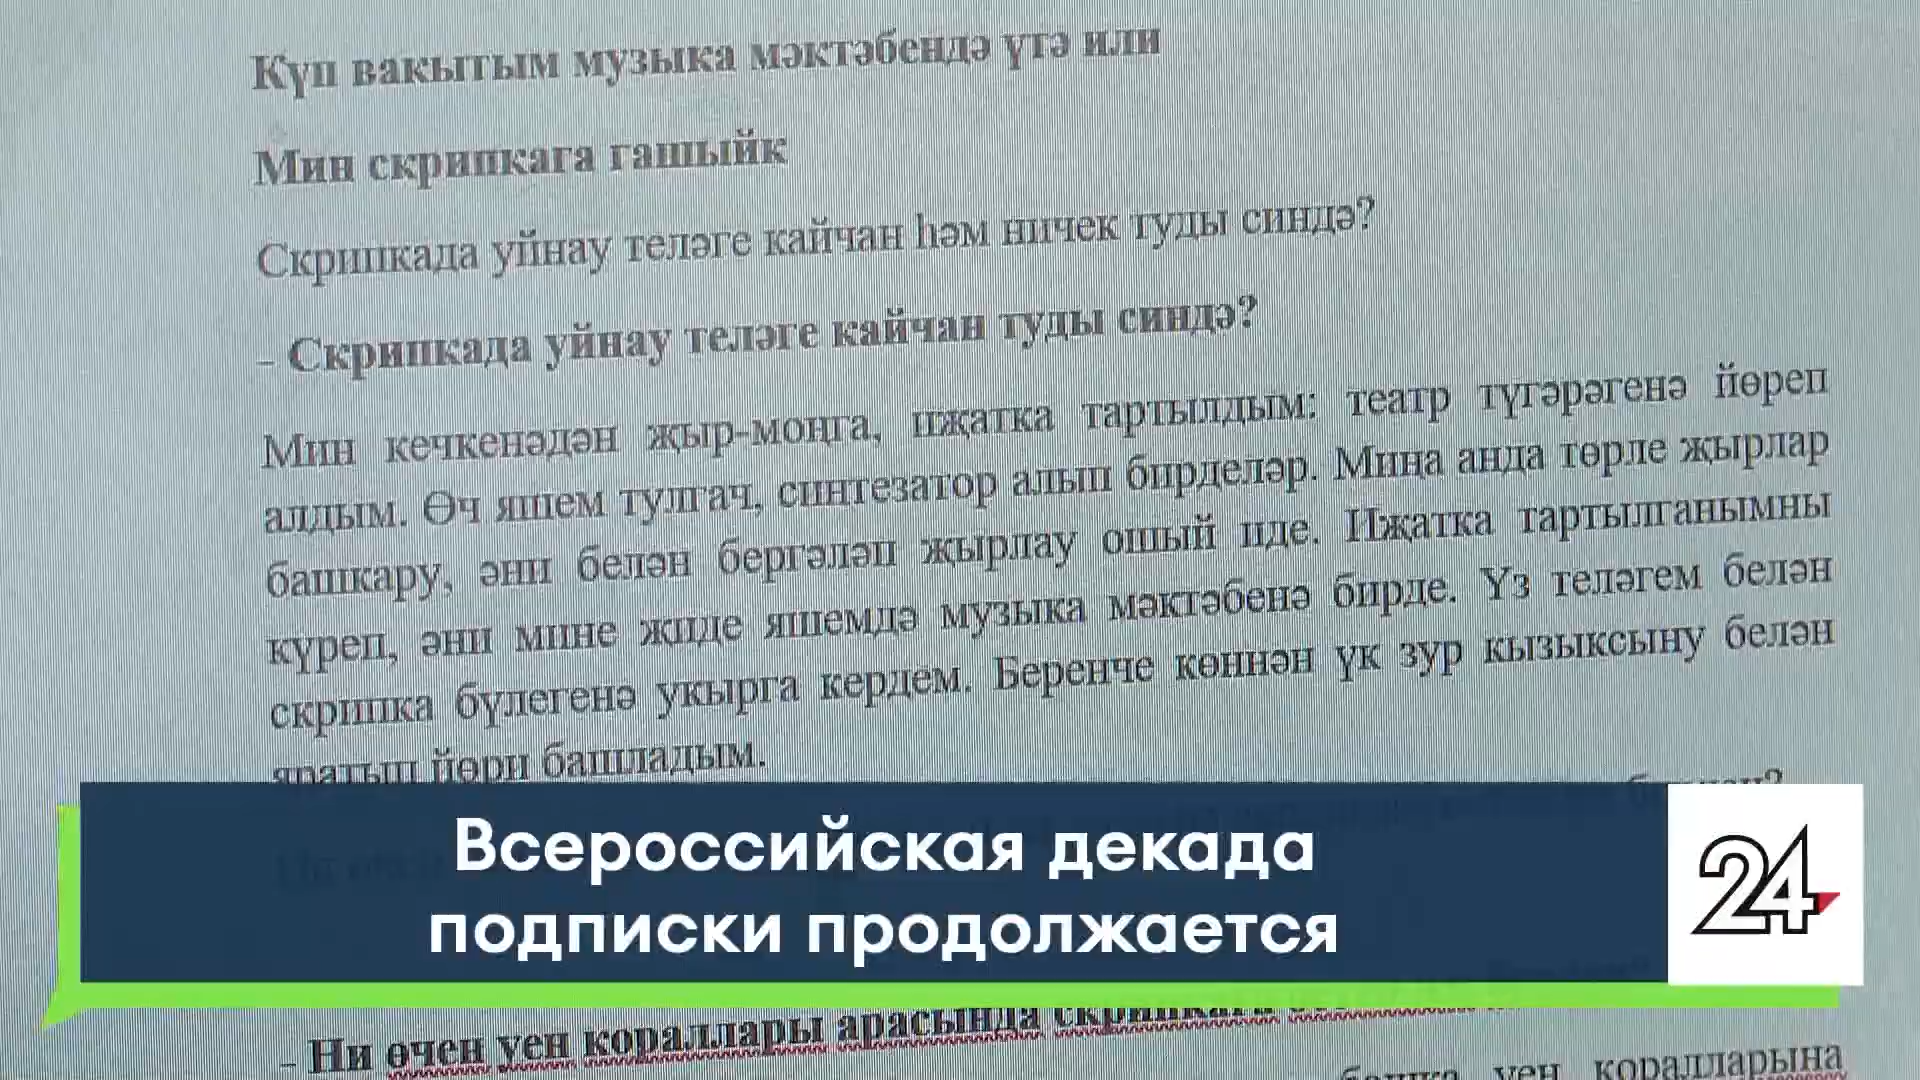 Күп вакытым музыка мәктәбендә үтә или
Мин скрипкага гашыйк
Скрипкада уйнау теләге кайчан һәм ничек туды синдә?
- Скрипкада уйнау теләге кайчан туды синдә?
Мин кечкенәдән җыр-моңга, иҗатка тартылдым: театр түгәрәгенә йөреп
алдым. Өч яшем тулгач, синтезатор алып бирделәр. Миңа анда төрле җырлар
башкару, әни белән бергәләп җырлау ошый иде. Иҗатка тартылганымны
күреп, әни мине җиде яшемдә музыка мәктәбенә бирде. Үз теләгем белән
скрипка бүлегенә укырга кердем. Беренче көннән үк зур кызыксыну белән
яратып йөри башладым.
Всероссийская декада
подписки продолжается
24
- Ни өчен уен кораллары арасында
башка уен коралларына